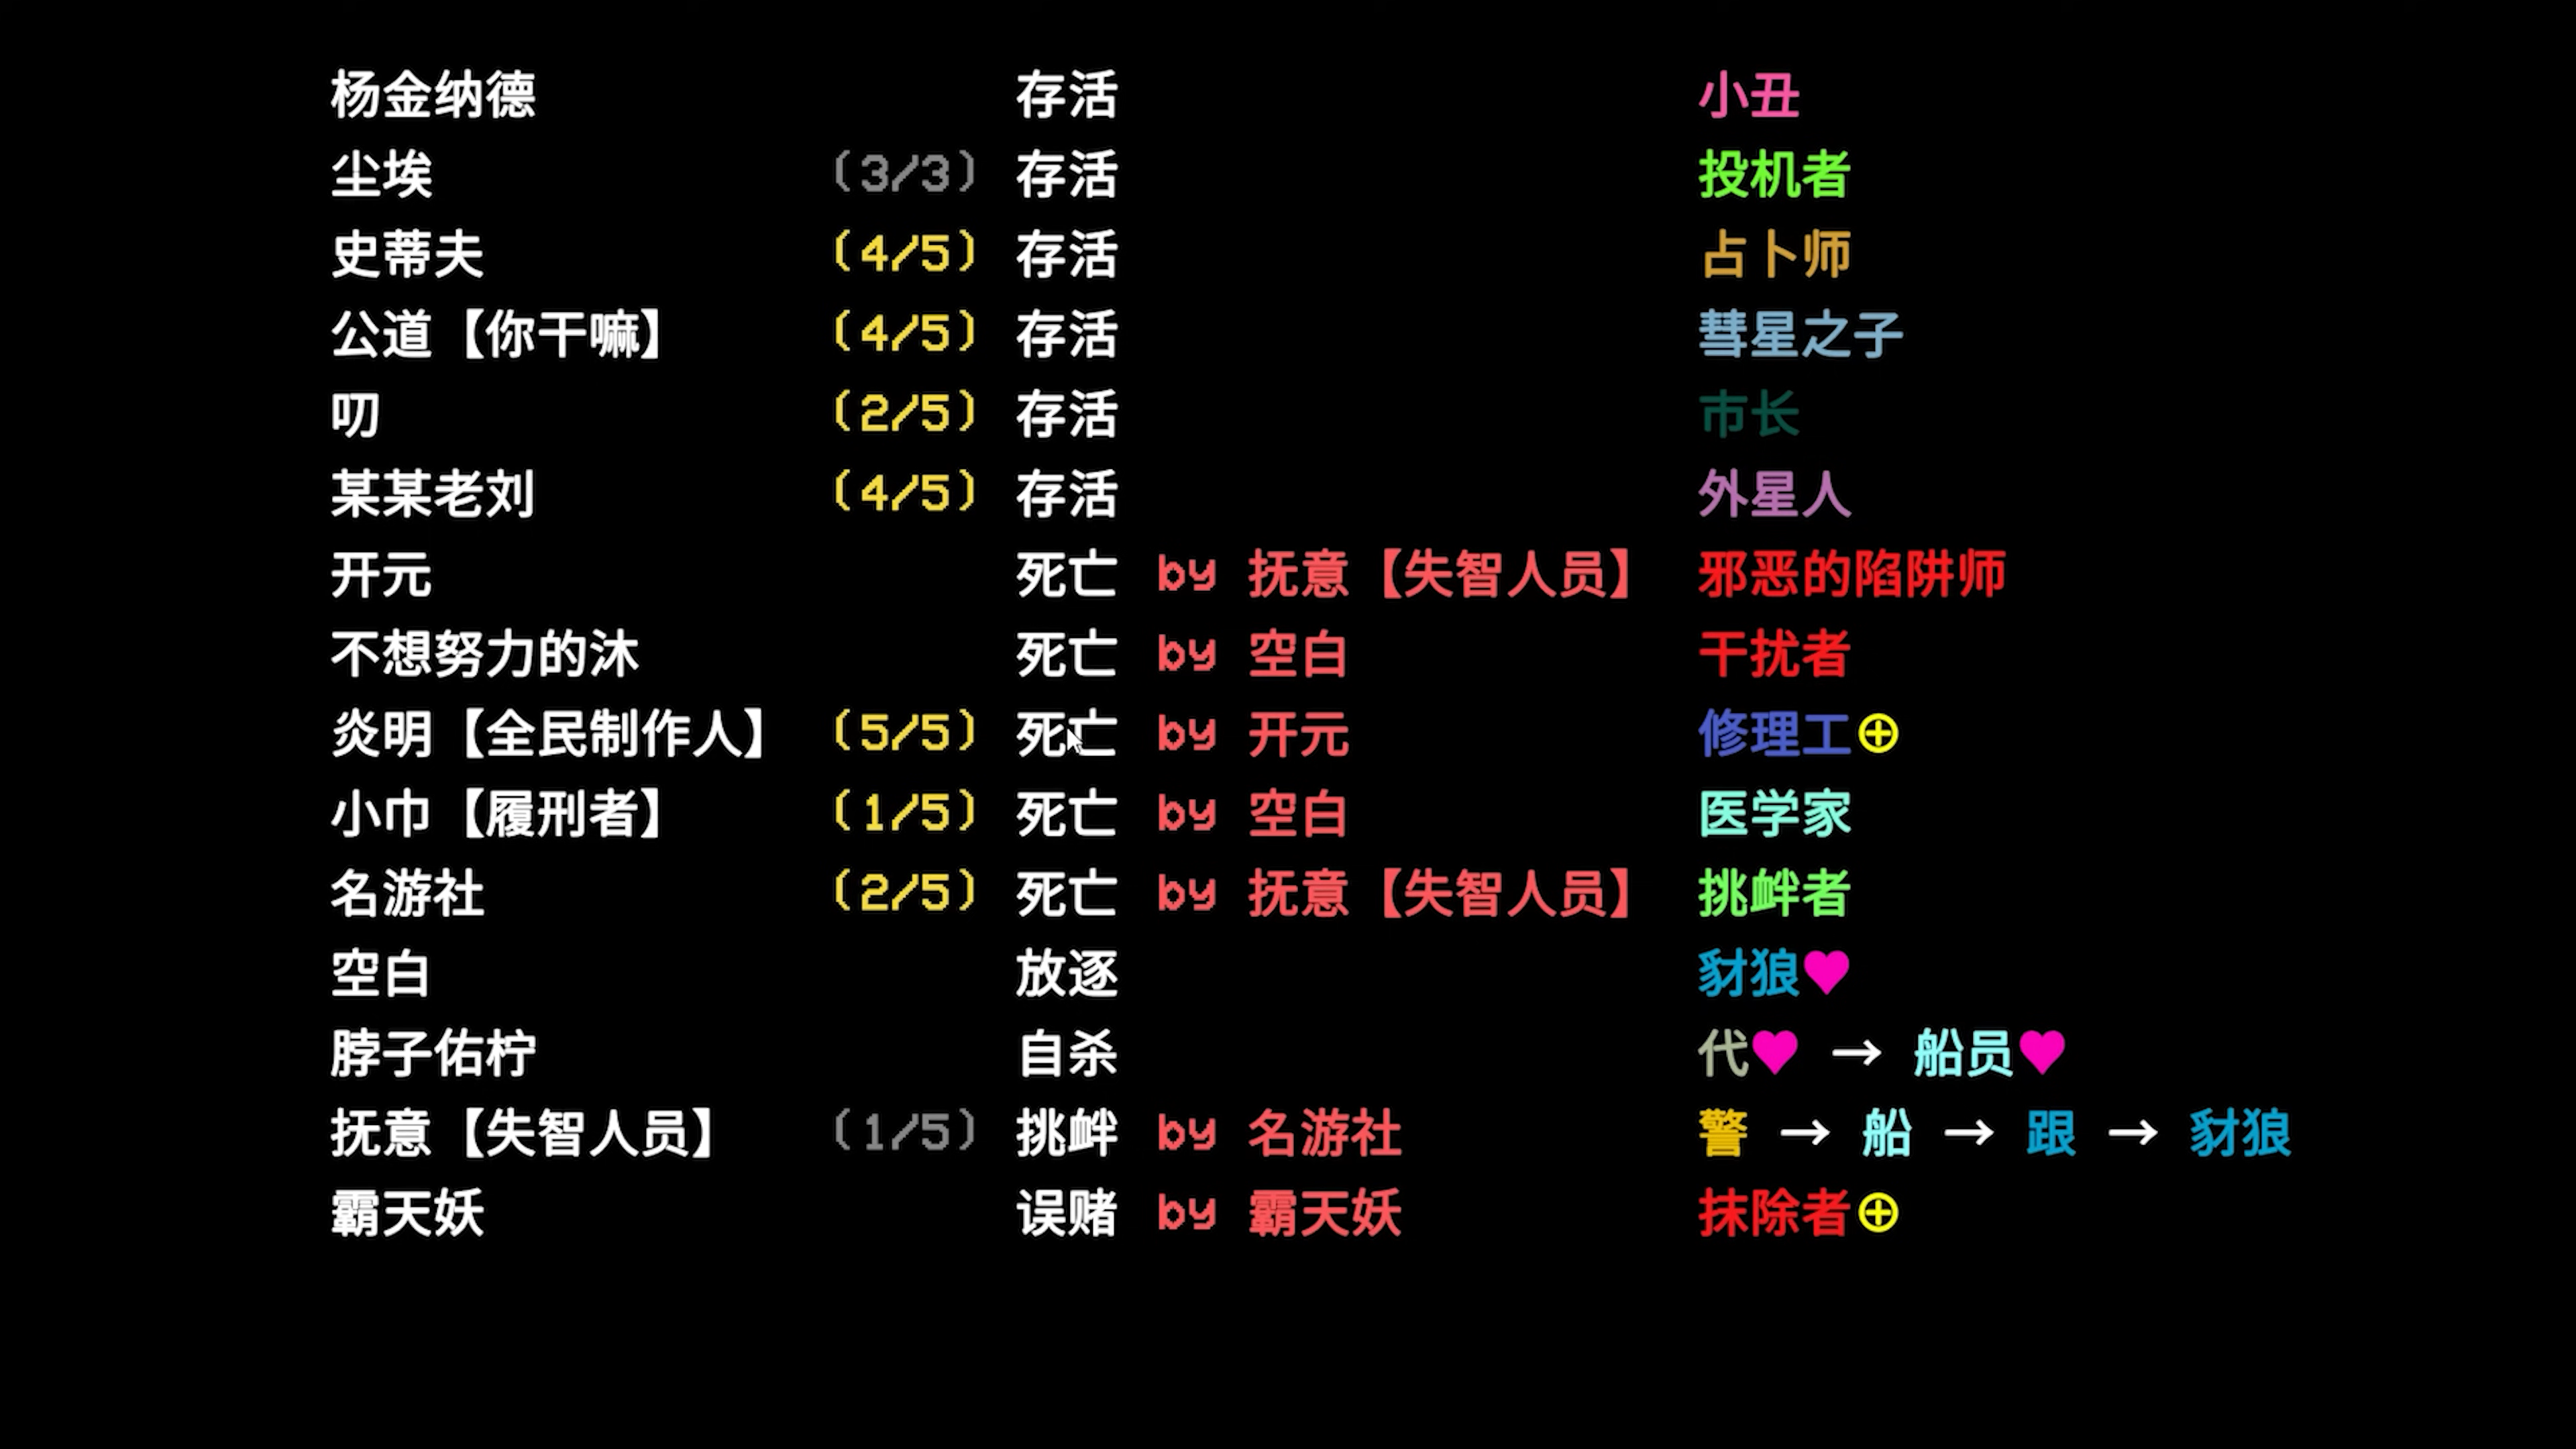 杨金纳德 存活 小丑
尘埃 (3/3) 存活 投机者
史蒂夫 (4/5) 存活 占卜师
公道【你干嘛】 (4/5) 存活 彗星之子
叨 (2/5) 存活 市长
某某老刘 (4/5) 存活 外星人
开元 死亡 by 抚意【失智人员】 邪恶的陷阱师
不想努力的沐 死亡 by 空白 干扰者
炎明【全民制作人】 (5/5) 死亡 by 开元 修理工⊕
小巾【履刑者】 (1/5) 死亡 by 空白 医学家
名游社 (2/5) 死亡 by 抚意【失智人员】 挑衅者
空白 放逐 豺狼♥
脖子佑柠 自杀 代♥ → 船员♥
抚意【失智人员】 (1/5) 挑衅 by 名游社 警 → 船 → 跟 → 豺狼
霸天妖 误赌 by 霸天妖 抹除者⊕